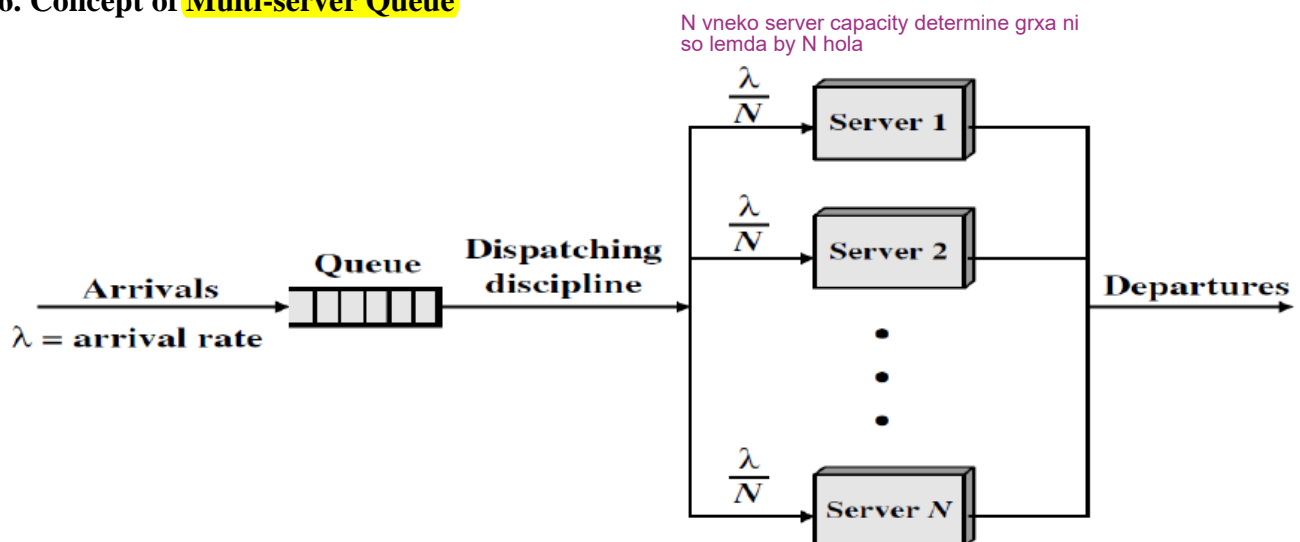 6. Concept of Multi-server Queue
N vneko server capacity determine grxa ni
so lemda by N hola
λ
N
Server 1
λ
N
Server 2
Queue
Dispatching
discipline
Arrivals
λ = arrival rate
Departures
λ
N
Server N